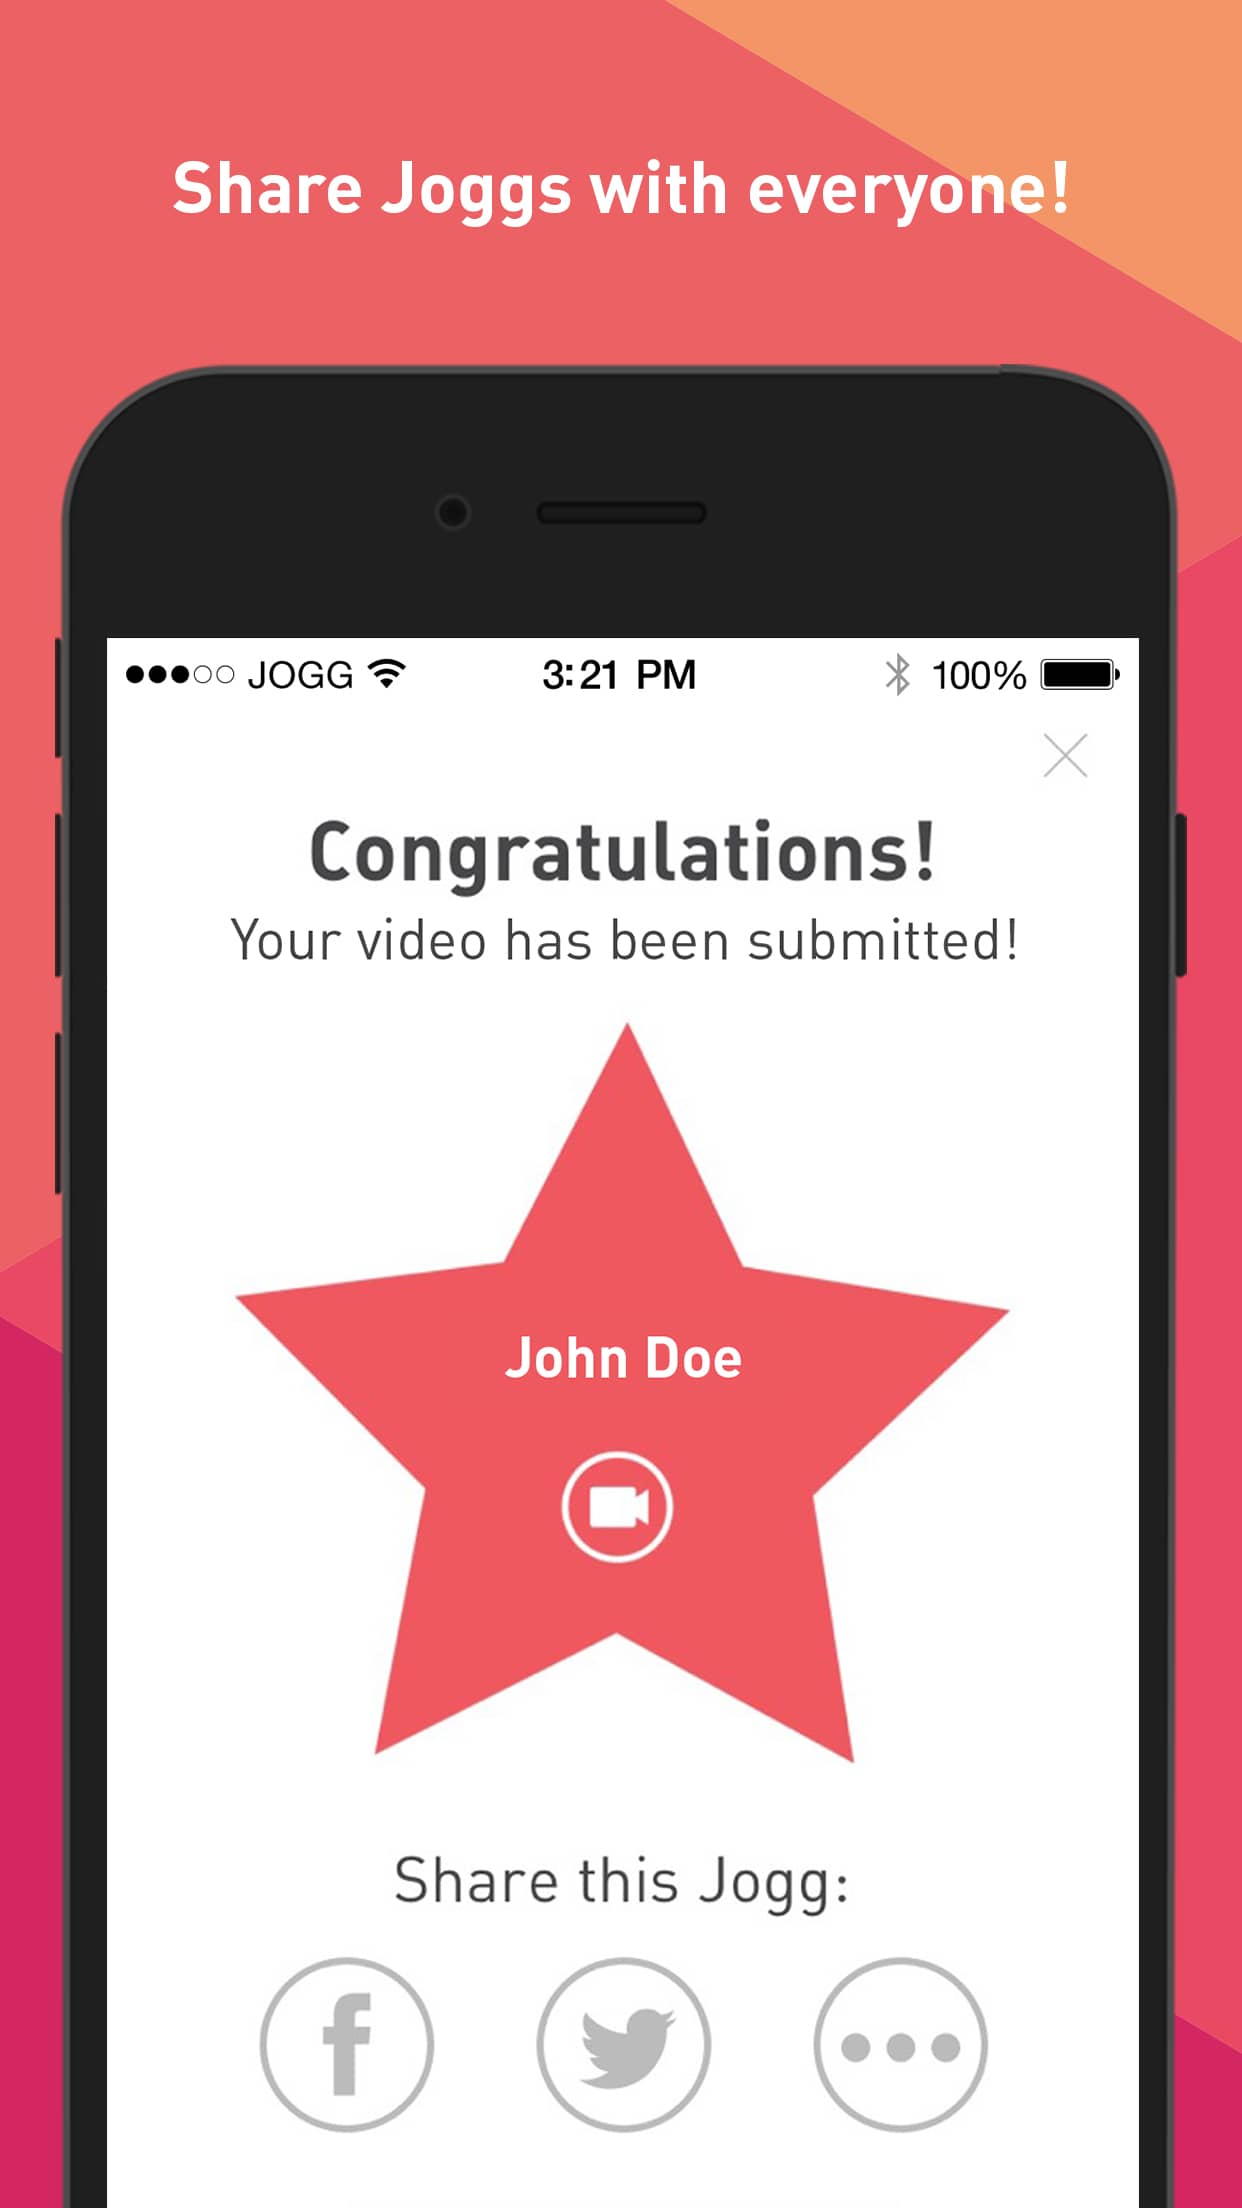 Share Joggs with everyone!
JOGG 3:21 PM 100%
Congratulations!
Your video has been submitted!
John Doe
Share this Jogg: